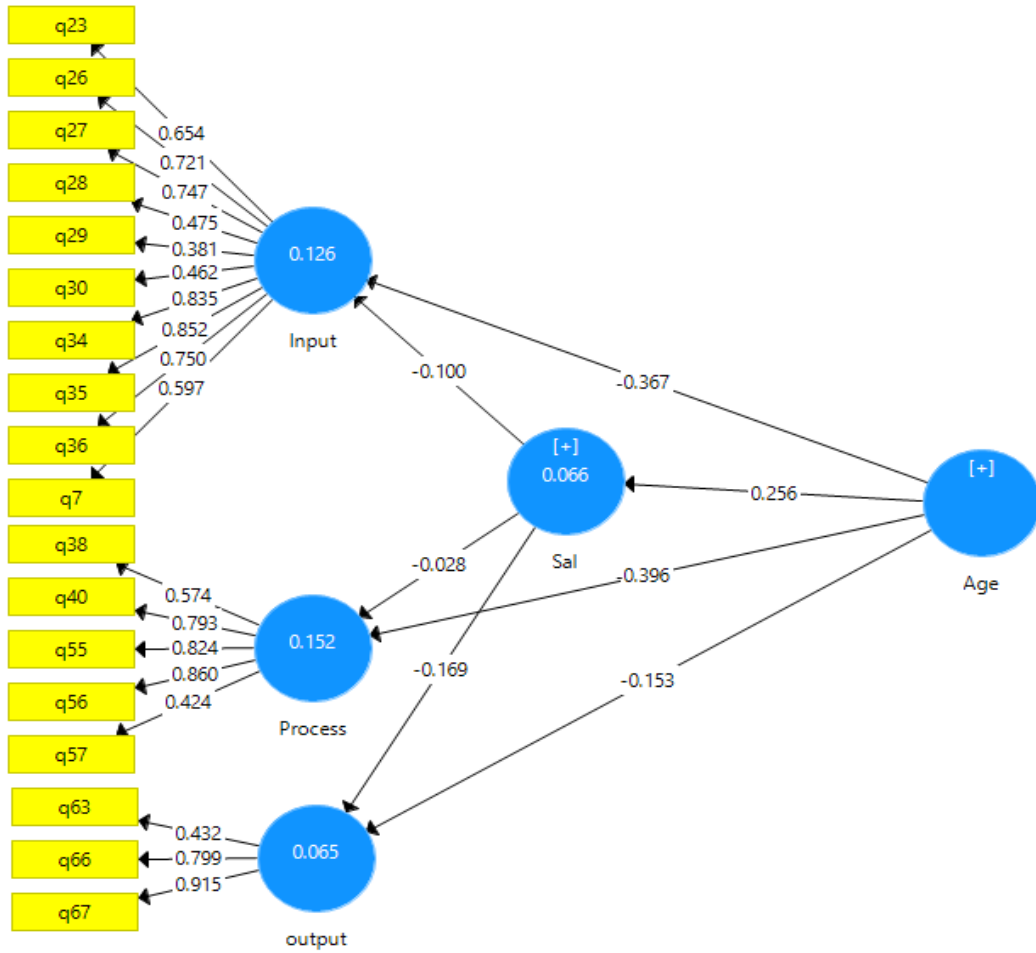 q23
q26
q27
q28
q29
q30
q34
q35
q36
q7
q38
q40
q55
q56
q57
q63
q66
q67
0.654
0.721
0.747
0.475
0.381
0.462
0.835
0.852
0.750
0.597
0.574
0.793
0.824
0.860
0.424
0.432
0.799
0.915
0.126
Input
0.152
Process
0.065
output
-0.100
-0.028
-0.169
[+]
0.066
Sal
-0.367
0.256
-0.396
-0.153
[+]
Age